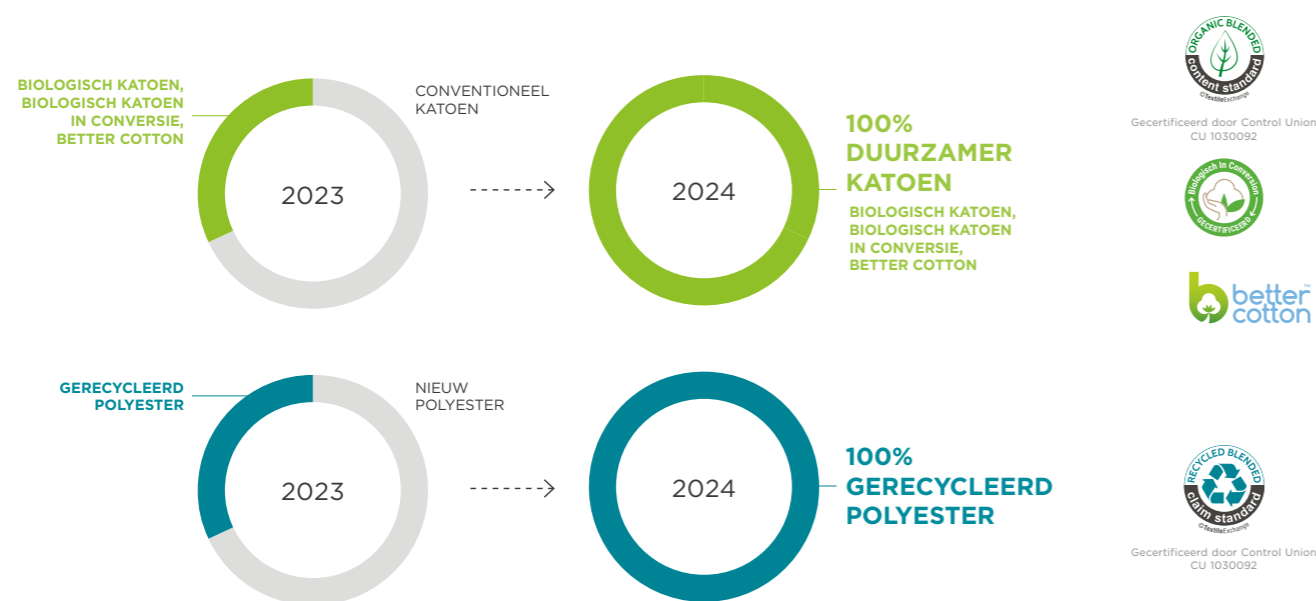 BIOLOGISCH KATOEN,
BIOLOGISCH KATOEN
IN CONVERSIE,
BETTER COTTON
CONVENTIONEEL
KATOEN
2023
2024
100%
DUURZAMER
KATOEN
BIOLOGISCH KATOEN,
BIOLOGISCH KATOEN
IN CONVERSIE,
BETTER COTTON
ORGANIC BLENDED
content standard
©TextileExchange
Gecertificeerd door Control Union
CU 1030092
Biologisch In Conversion
GECERTIFICEERD
better™
cotton
GERECYCLEERD
POLYESTER
NIEUW
POLYESTER
2023
2024
100%
GERECYCLEERD
POLYESTER
RECYCLED BLENDED
claim standard
©TextileExchange
Gecertificeerd door Control Union
CU 1030092